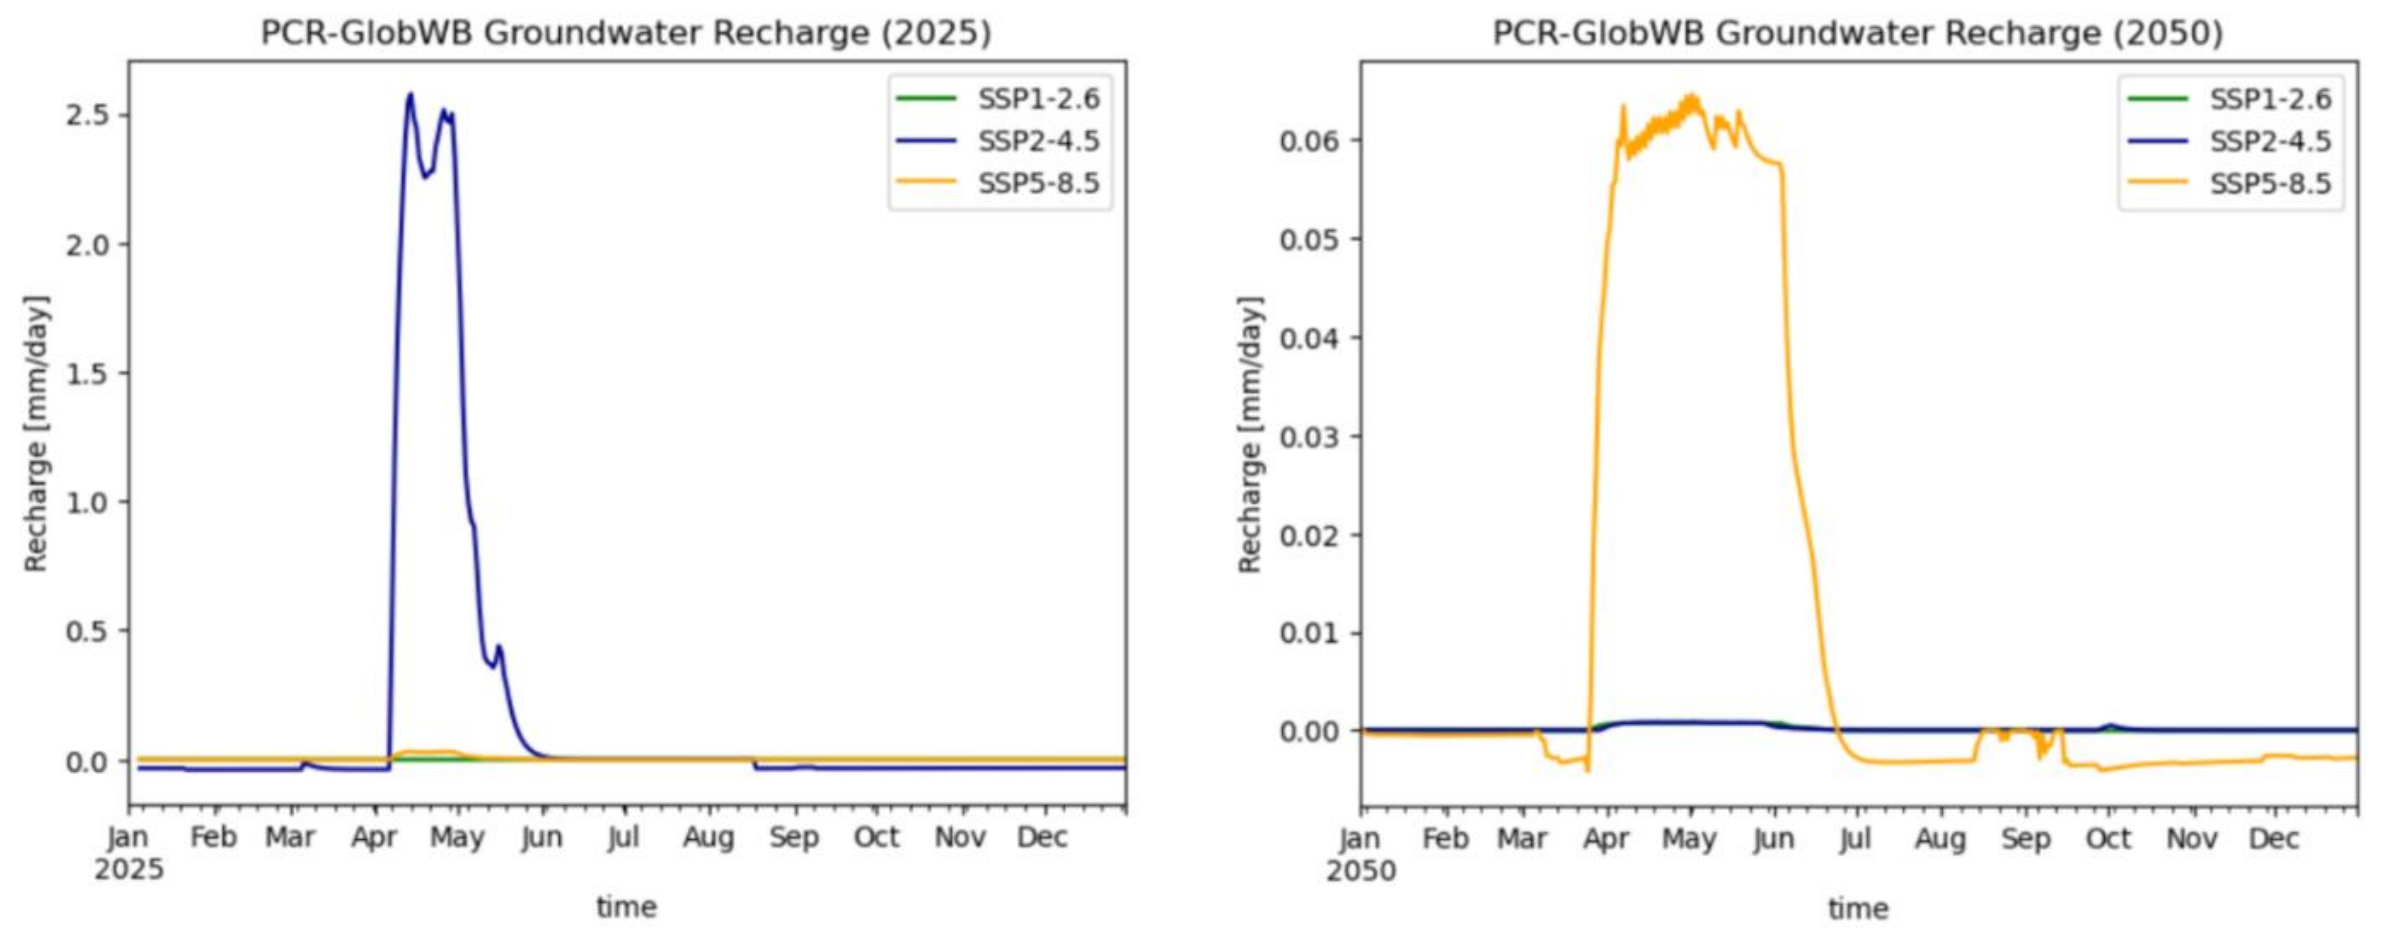 PCR-GlobWB Groundwater Recharge (2025)
SSP1-2.6
SSP2-4.5
SSP5-8.5
Recharge [mm/day]
2.5
2.0
1.5
1.0
0.5
0.0
Jan Feb Mar Apr May Jun Jul Aug Sep Oct Nov Dec
2025
time
PCR-GlobWB Groundwater Recharge (2050)
SSP1-2.6
SSP2-4.5
SSP5-8.5
Recharge [mm/day]
0.06
0.05
0.04
0.03
0.02
0.01
0.00
Jan Feb Mar Apr May Jun Jul Aug Sep Oct Nov Dec
2050
time